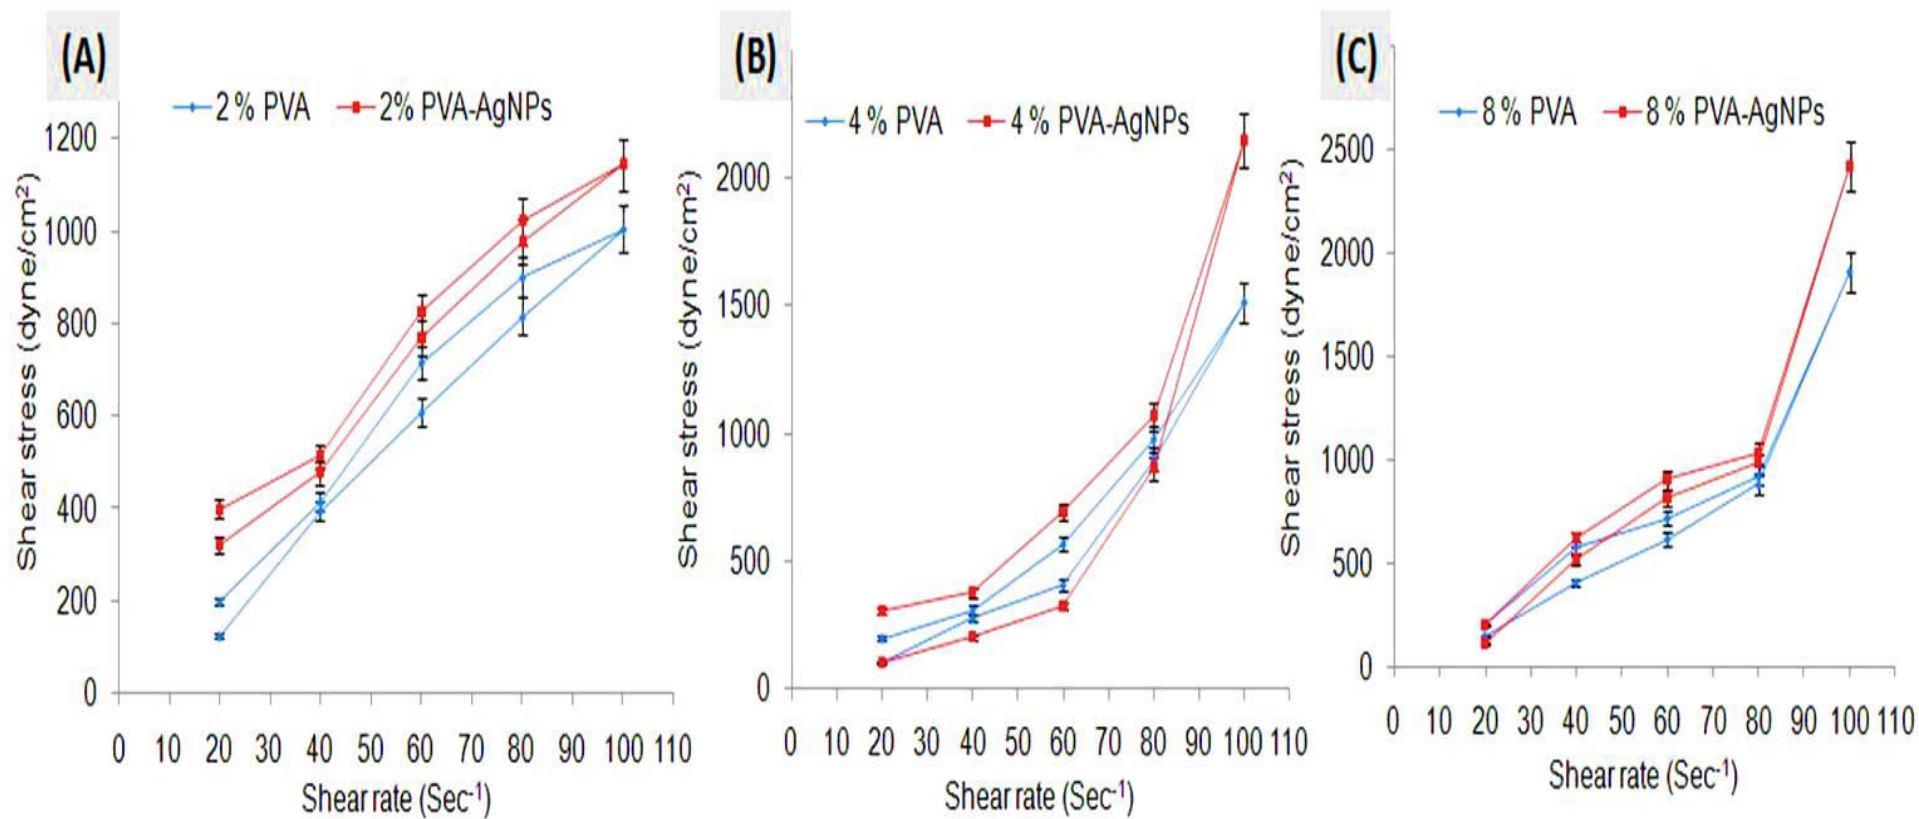 (A)
2 % PVA 2% PVA-AgNPs
1200
1000
800
600
400
200
0
Shear stress (dyne/cm²)
0 10 20 30 40 50 60 70 80 90 100 110
Shear rate (Sec⁻¹)
(B)
4 % PVA 4 % PVA-AgNPs
2000
1500
1000
500
0
Shear stress (dyne/cm²)
0 10 20 30 40 50 60 70 80 90 100 110
Shear rate (Sec⁻¹)
(C)
8 % PVA 8 % PVA-AgNPs
2500
2000
1500
1000
500
0
Shear stress (dyne/cm²)
0 10 20 30 40 50 60 70 80 90 100 110
Shear rate (Sec⁻¹)